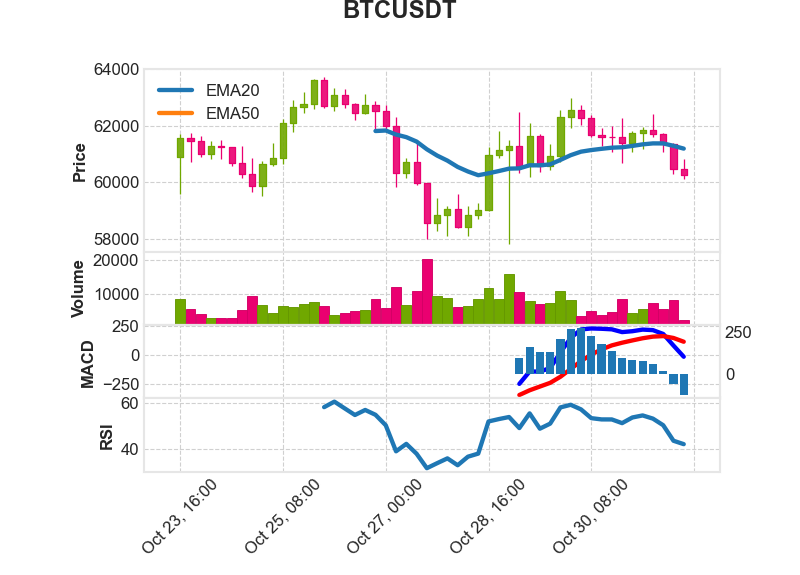 BTCUSDT
64000
62000
60000
58000
Price
EMA20
EMA50
20000
10000
Volume
250
0
−250
MACD
250
0
60
40
RSI
Oct 23, 16:00
Oct 25, 08:00
Oct 27, 00:00
Oct 28, 16:00
Oct 30, 08:00